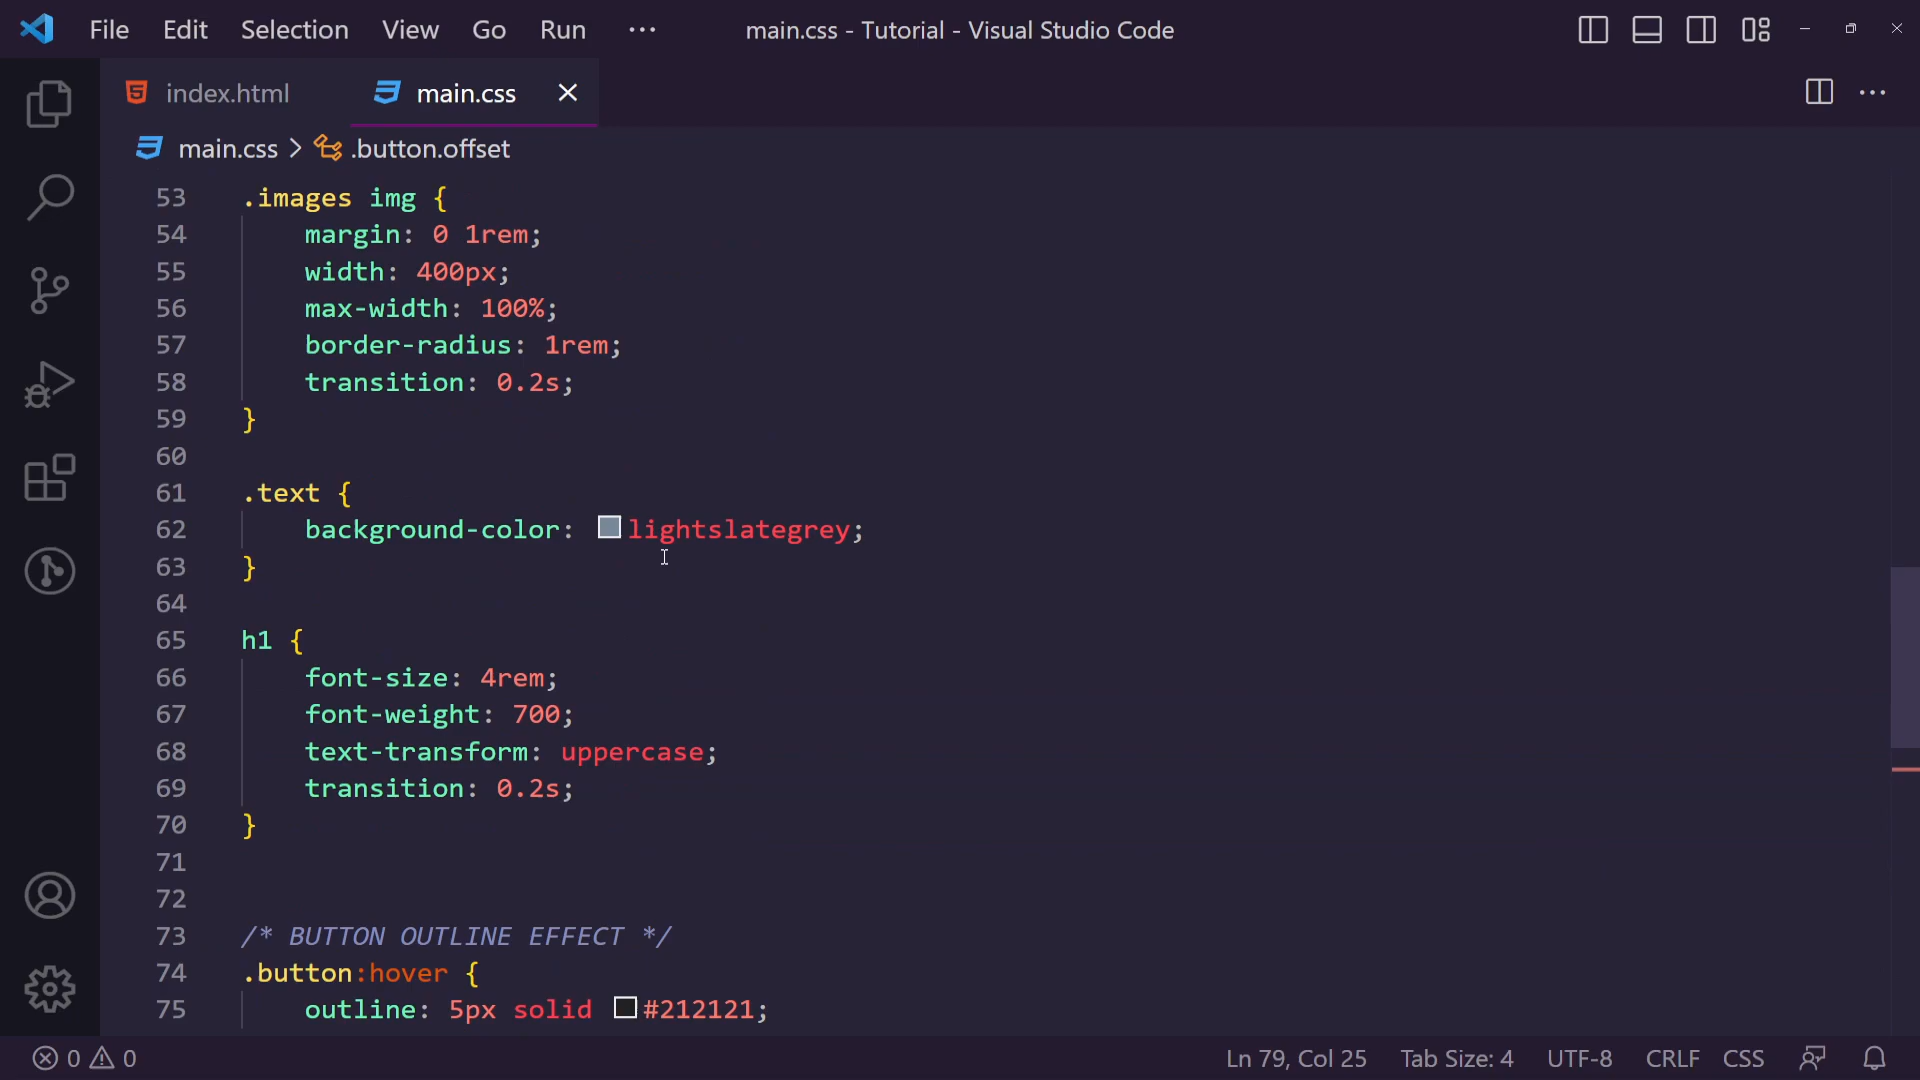 File Edit Selection View Go Run ··· main.css - Tutorial - Visual Studio Code
index.html main.css
main.css > .button.offset
53 .images img {
54 margin: 0 1rem;
55 width: 400px;
56 max-width: 100%;
57 border-radius: 1rem;
58 transition: 0.2s;
59 }
60
61 .text {
62 background-color: lightslategrey;
63 }
64
65 h1 {
66 font-size: 4rem;
67 font-weight: 700;
68 text-transform: uppercase;
69 transition: 0.2s;
70 }
71
72
73 /* BUTTON OUTLINE EFFECT */
74 .button:hover {
75 outline: 5px solid #212121;
0 0 Ln 79, Col 25 Tab Size: 4 UTF-8 CRLF CSS